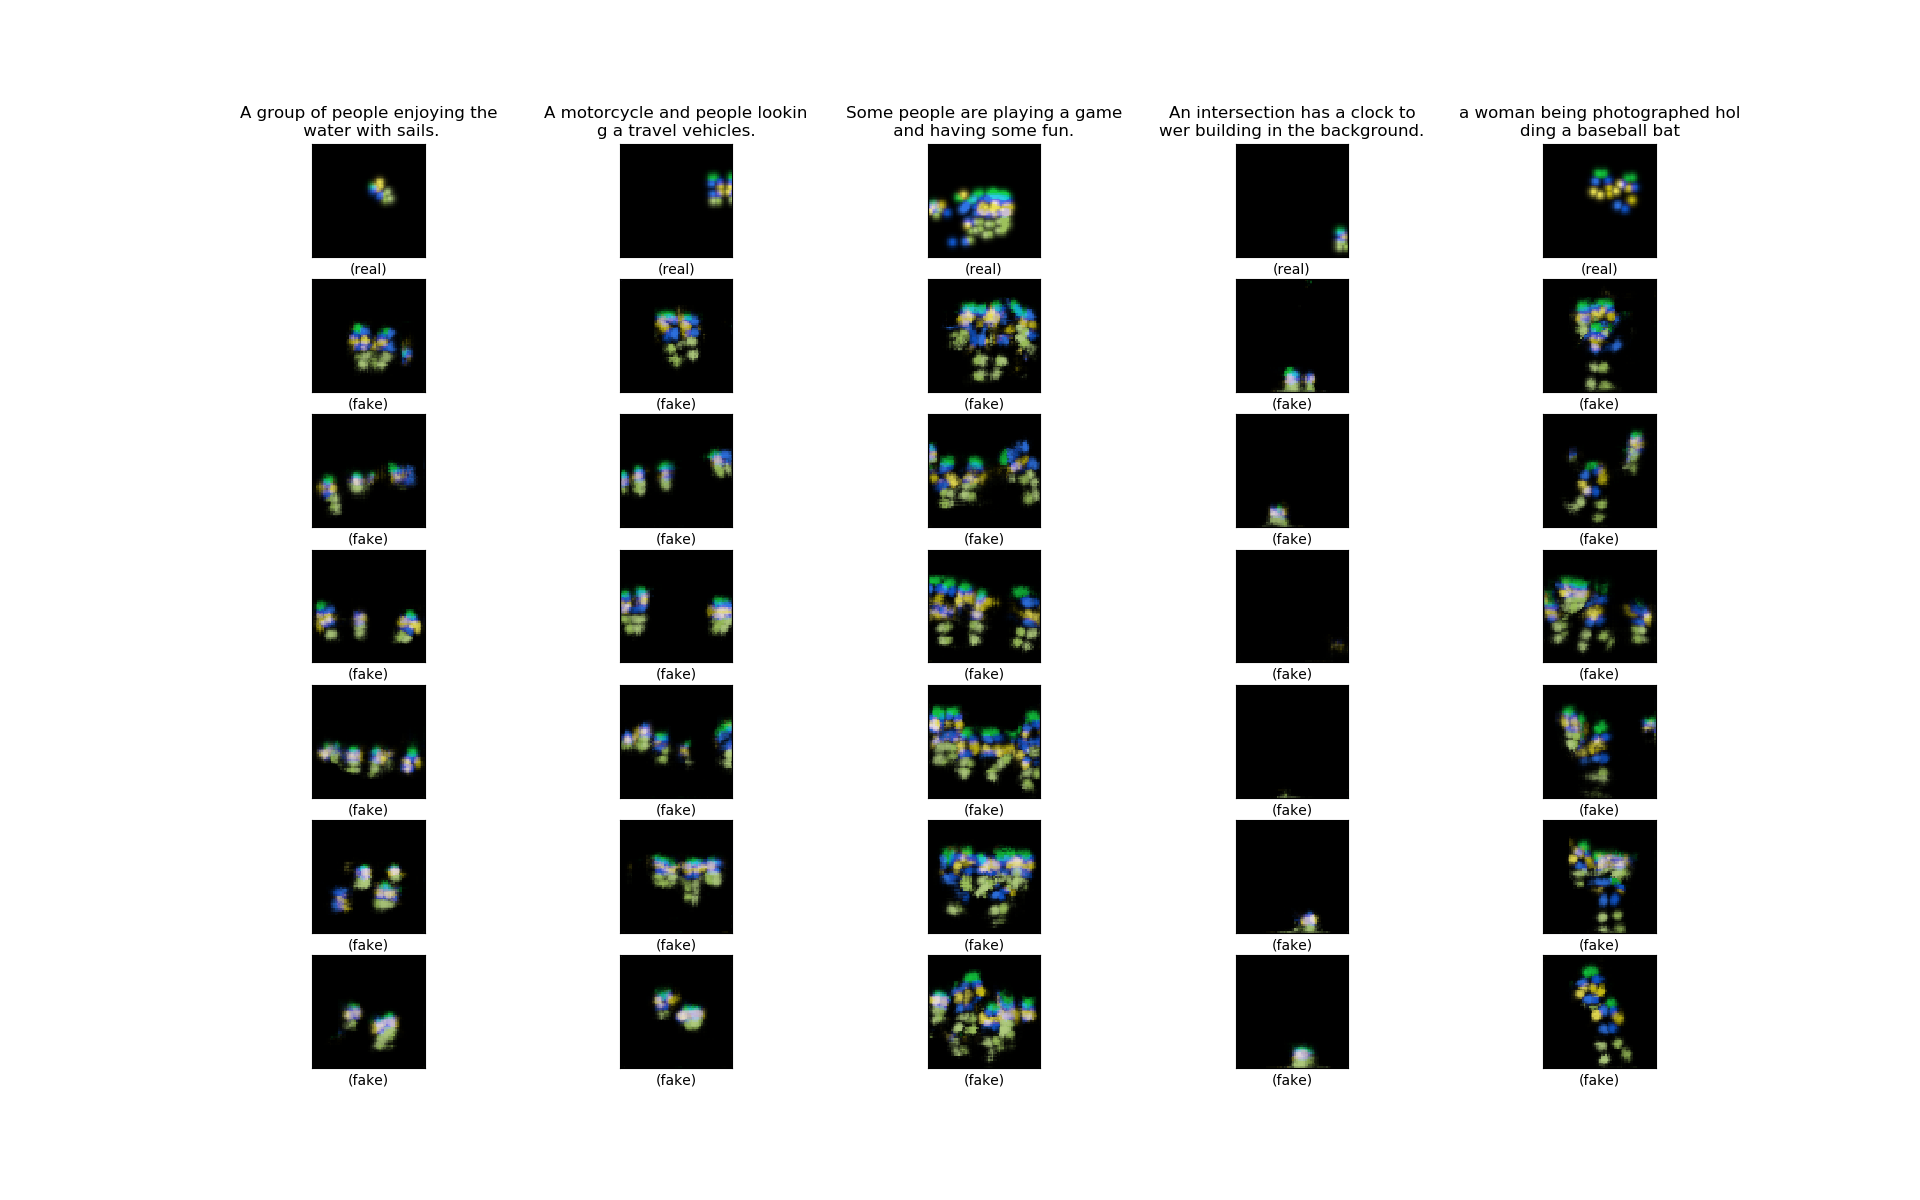 A group of people enjoying the
water with sails.
A motorcycle and people lookin
g a travel vehicles.
Some people are playing a game
and having some fun.
An intersection has a clock to
wer building in the background.
a woman being photographed hol
ding a baseball bat
(real) (real) (real) (real) (real)
(fake) (fake) (fake) (fake) (fake)
(fake) (fake) (fake) (fake) (fake)
(fake) (fake) (fake) (fake) (fake)
(fake) (fake) (fake) (fake) (fake)
(fake) (fake) (fake) (fake) (fake)
(fake) (fake) (fake) (fake) (fake)